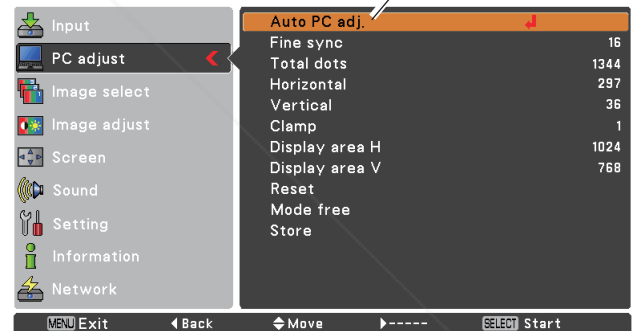 Input
PC adjust
Image select
Image adjust
Screen
Sound
Setting
Information
Network
Auto PC adj.
Fine sync 16
Total dots 1344
Horizontal 297
Vertical 36
Clamp 1
Display area H 1024
Display area V 768
Reset
Mode free
Store
MENU Exit Back Move ----- SELECT Start